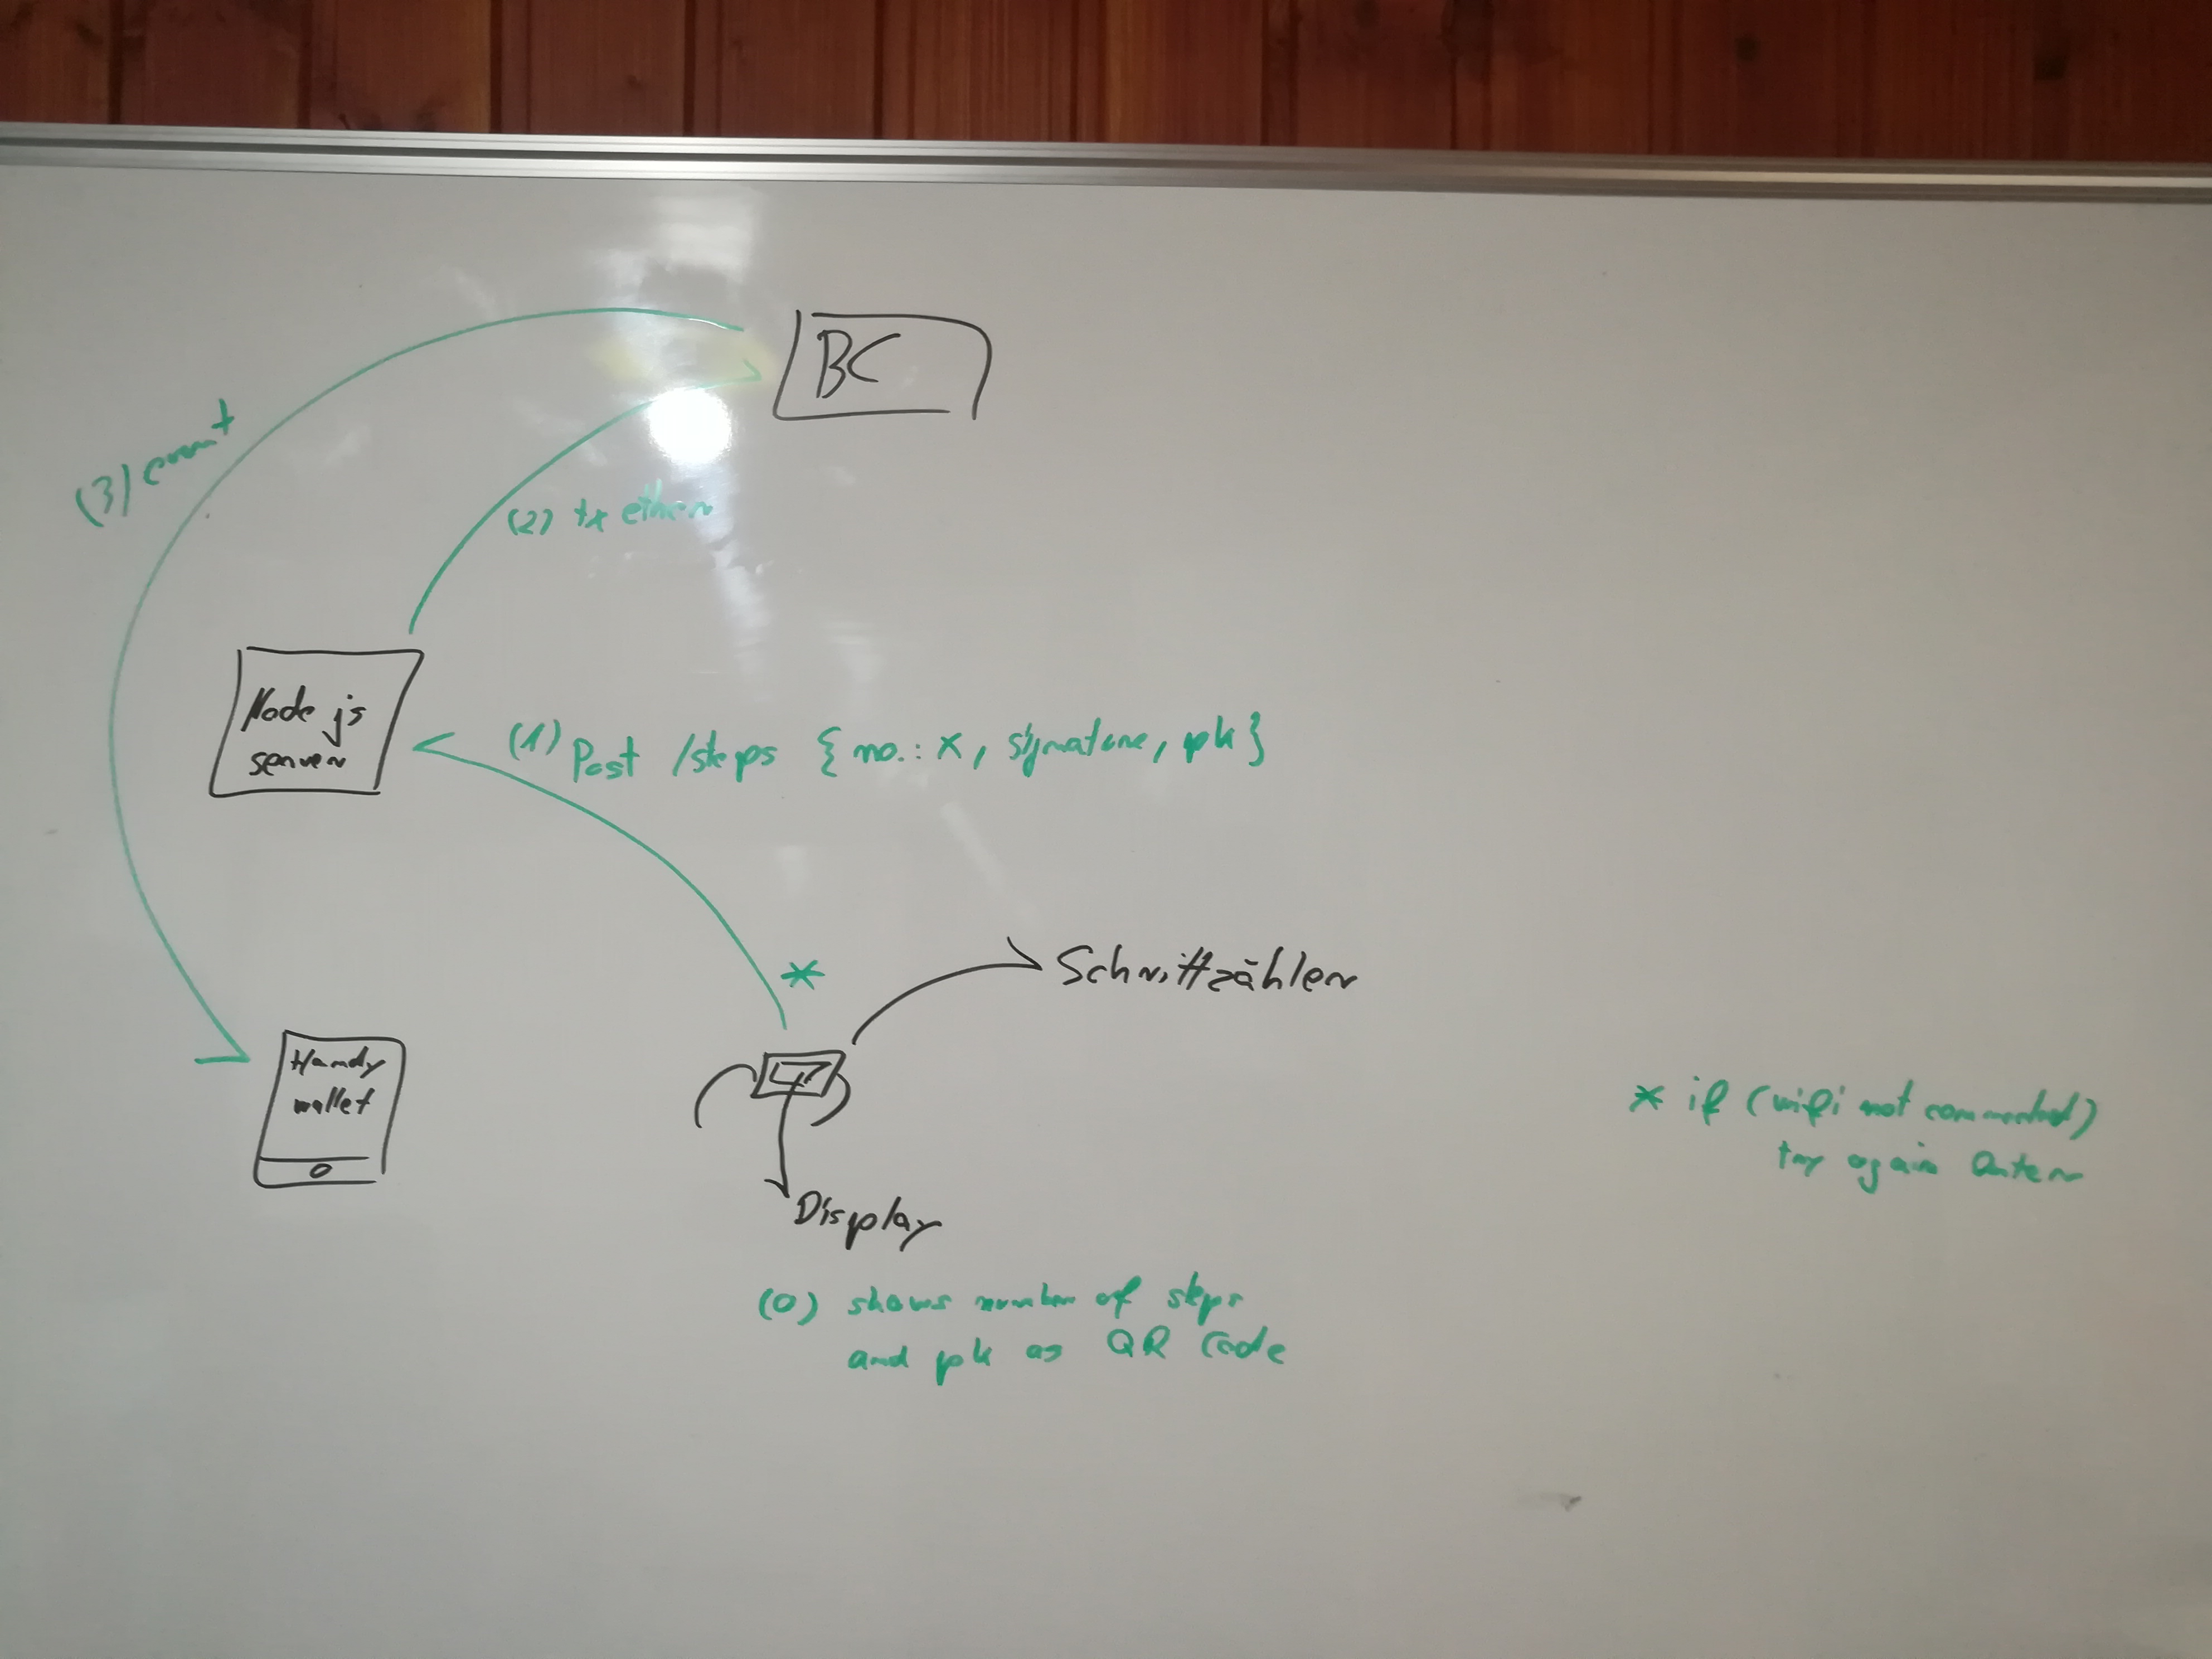 BC
(3) event
(2) tx ether
Node js
server
(1) Post /steps { no.: x, signature, pk }
*
Schrittzähler
Handy
wallet
* if (wifi not connected)
try again
Display
(0) shows number of steps
and pk as QR Code